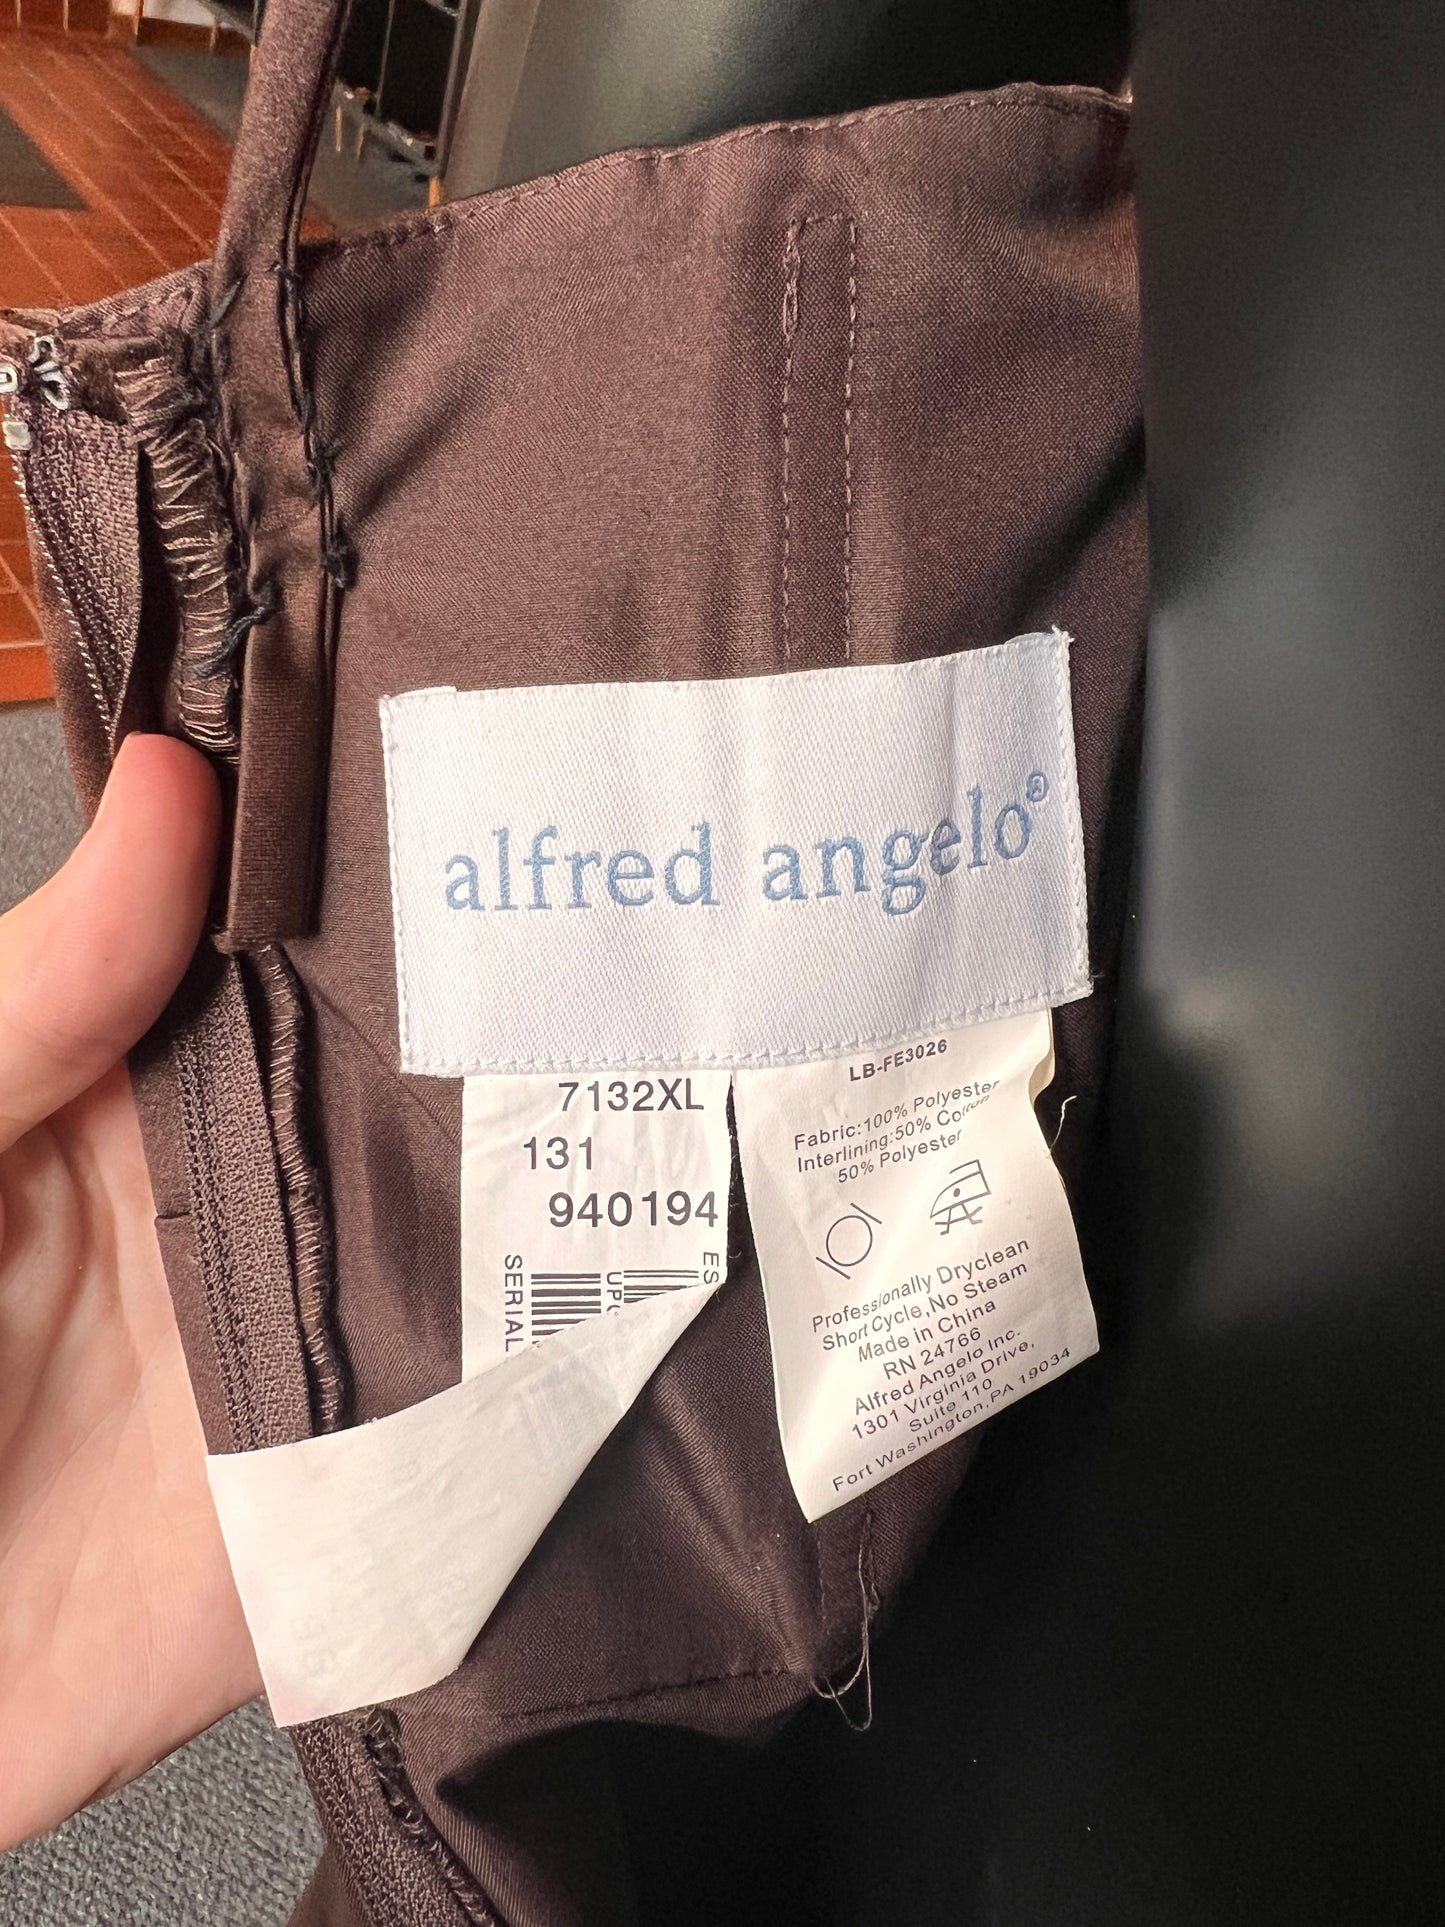 alfred angelo®
7132XL
131
940194
ES
SERIAL
LB-FE3026
Fabric:100% Polyester
Interlining:50% Cotton
50% Polyester
Professionally Dryclean
Short Cycle,No Steam
Made in China
RN 24766
Alfred Angelo Inc.
1301 Virginia Drive,
Suite 110
Fort Washington,PA 19034